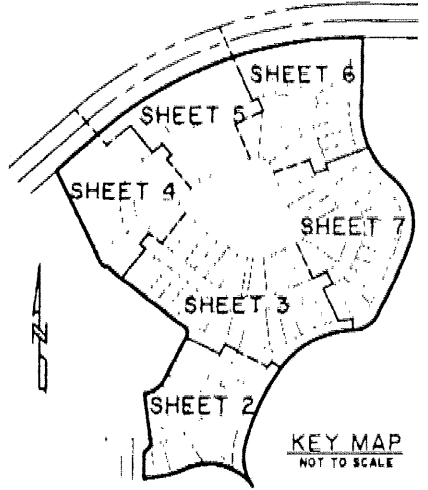 SHEET 6
SHEET 5
SHEET 4
SHEET 7
SHEET 3
N
SHEET 2
KEY MAP
NOT TO SCALE